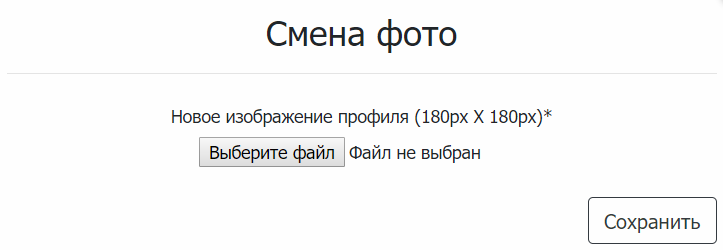 Смена фото
Новое изображение профиля (180px X 180px)*
Выберите файл Файл не выбран
Сохранить